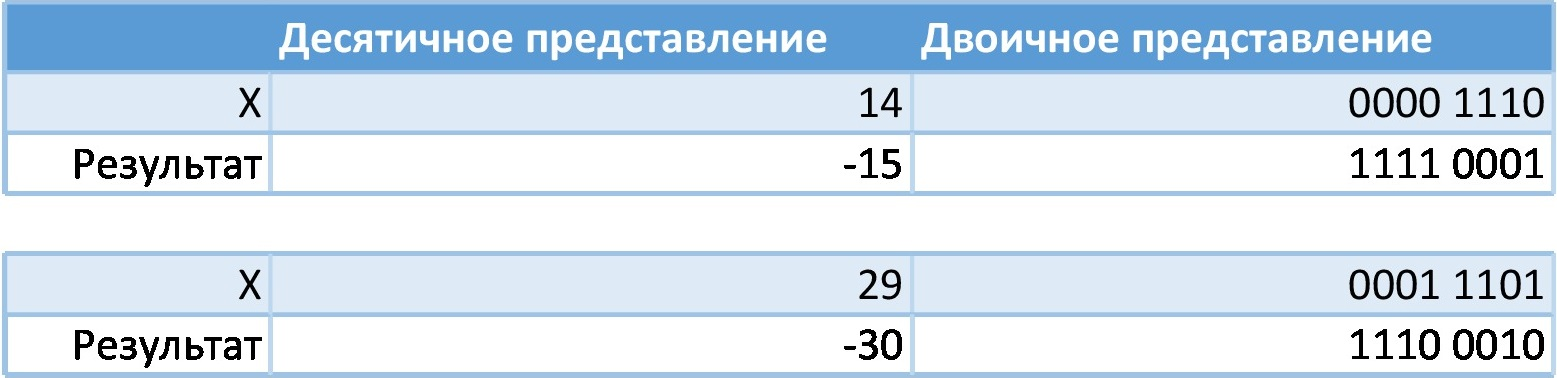 Десятичное представление Двоичное представление
X 14 0000 1110
Результат -15 1111 0001
X 29 0001 1101
Результат -30 1110 0010